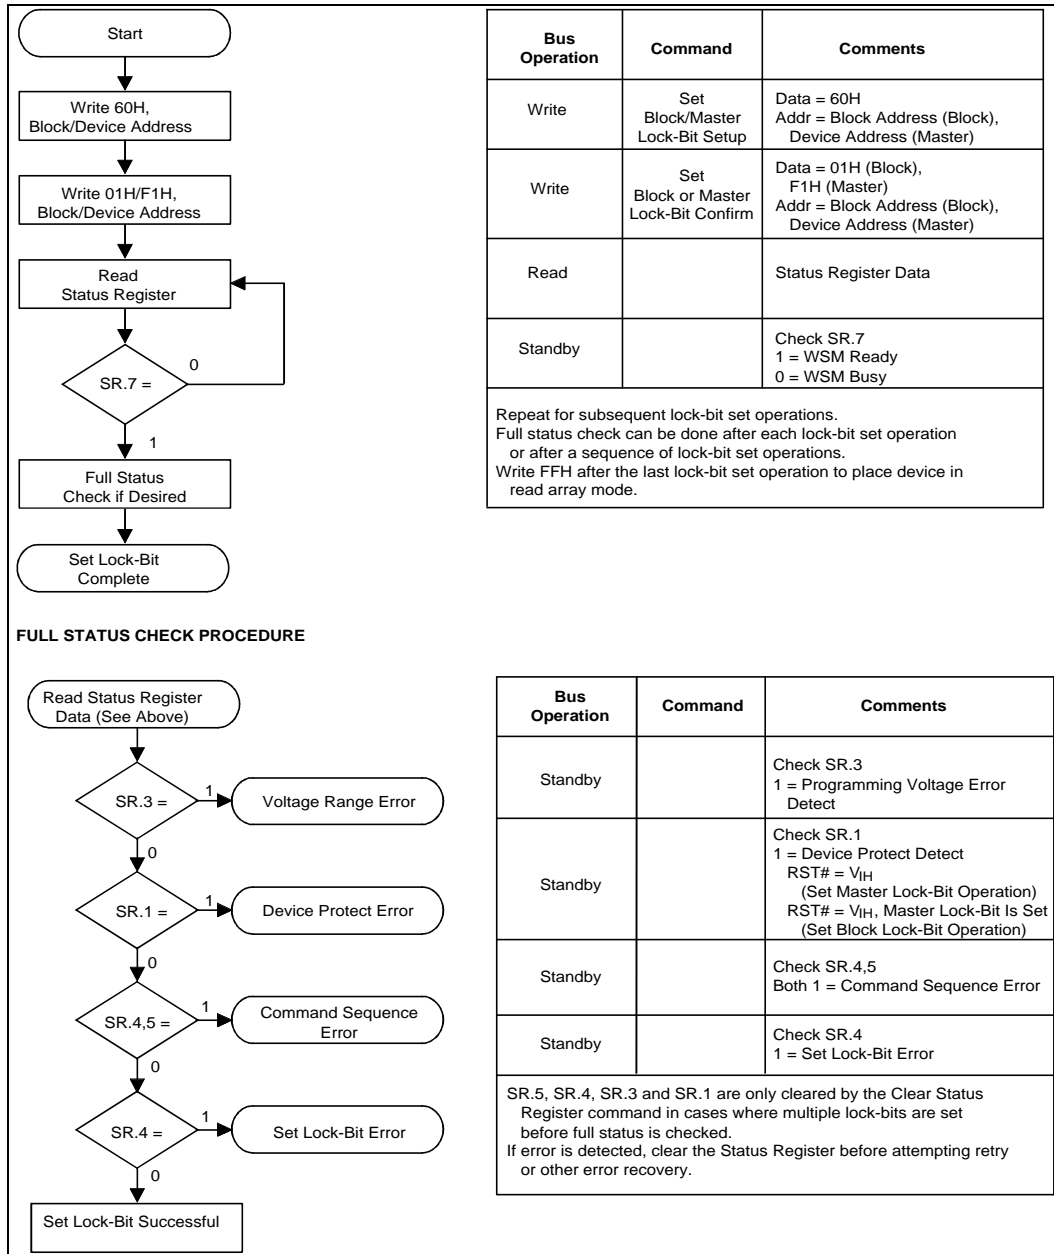 Start
Write 60H,
Block/Device Address
Write 01H/F1H,
Block/Device Address
Read
Status Register
0
SR.7 =
1
Full Status
Check if Desired
Set Lock-Bit
Complete
Bus
Operation
Command
Comments
Write
Set
Block/Master
Lock-Bit Setup
Data = 60H
Addr = Block Address (Block),
Device Address (Master)
Write
Set
Block or Master
Lock-Bit Confirm
Data = 01H (Block),
F1H (Master)
Addr = Block Address (Block),
Device Address (Master)
Read
Status Register Data
Standby
Check SR.7
1 = WSM Ready
0 = WSM Busy
Repeat for subsequent lock-bit set operations.
Full status check can be done after each lock-bit set operation
or after a sequence of lock-bit set operations.
Write FFH after the last lock-bit set operation to place device in
read array mode.
FULL STATUS CHECK PROCEDURE
Read Status Register
Data (See Above)
SR.3 =
1
Voltage Range Error
0
SR.1 =
1
Device Protect Error
0
SR.4,5 =
1
Command Sequence
Error
0
SR.4 =
1
Set Lock-Bit Error
0
Set Lock-Bit Successful
Bus
Operation
Command
Comments
Standby
Check SR.3
1 = Programming Voltage Error
Detect
Standby
Check SR.1
1 = Device Protect Detect
RST# = VIH
(Set Master Lock-Bit Operation)
RST# = VIH, Master Lock-Bit Is Set
(Set Block Lock-Bit Operation)
Standby
Check SR.4,5
Both 1 = Command Sequence Error
Standby
Check SR.4
1 = Set Lock-Bit Error
SR.5, SR.4, SR.3 and SR.1 are only cleared by the Clear Status
Register command in cases where multiple lock-bits are set
before full status is checked.
If error is detected, clear the Status Register before attempting retry
or other error recovery.